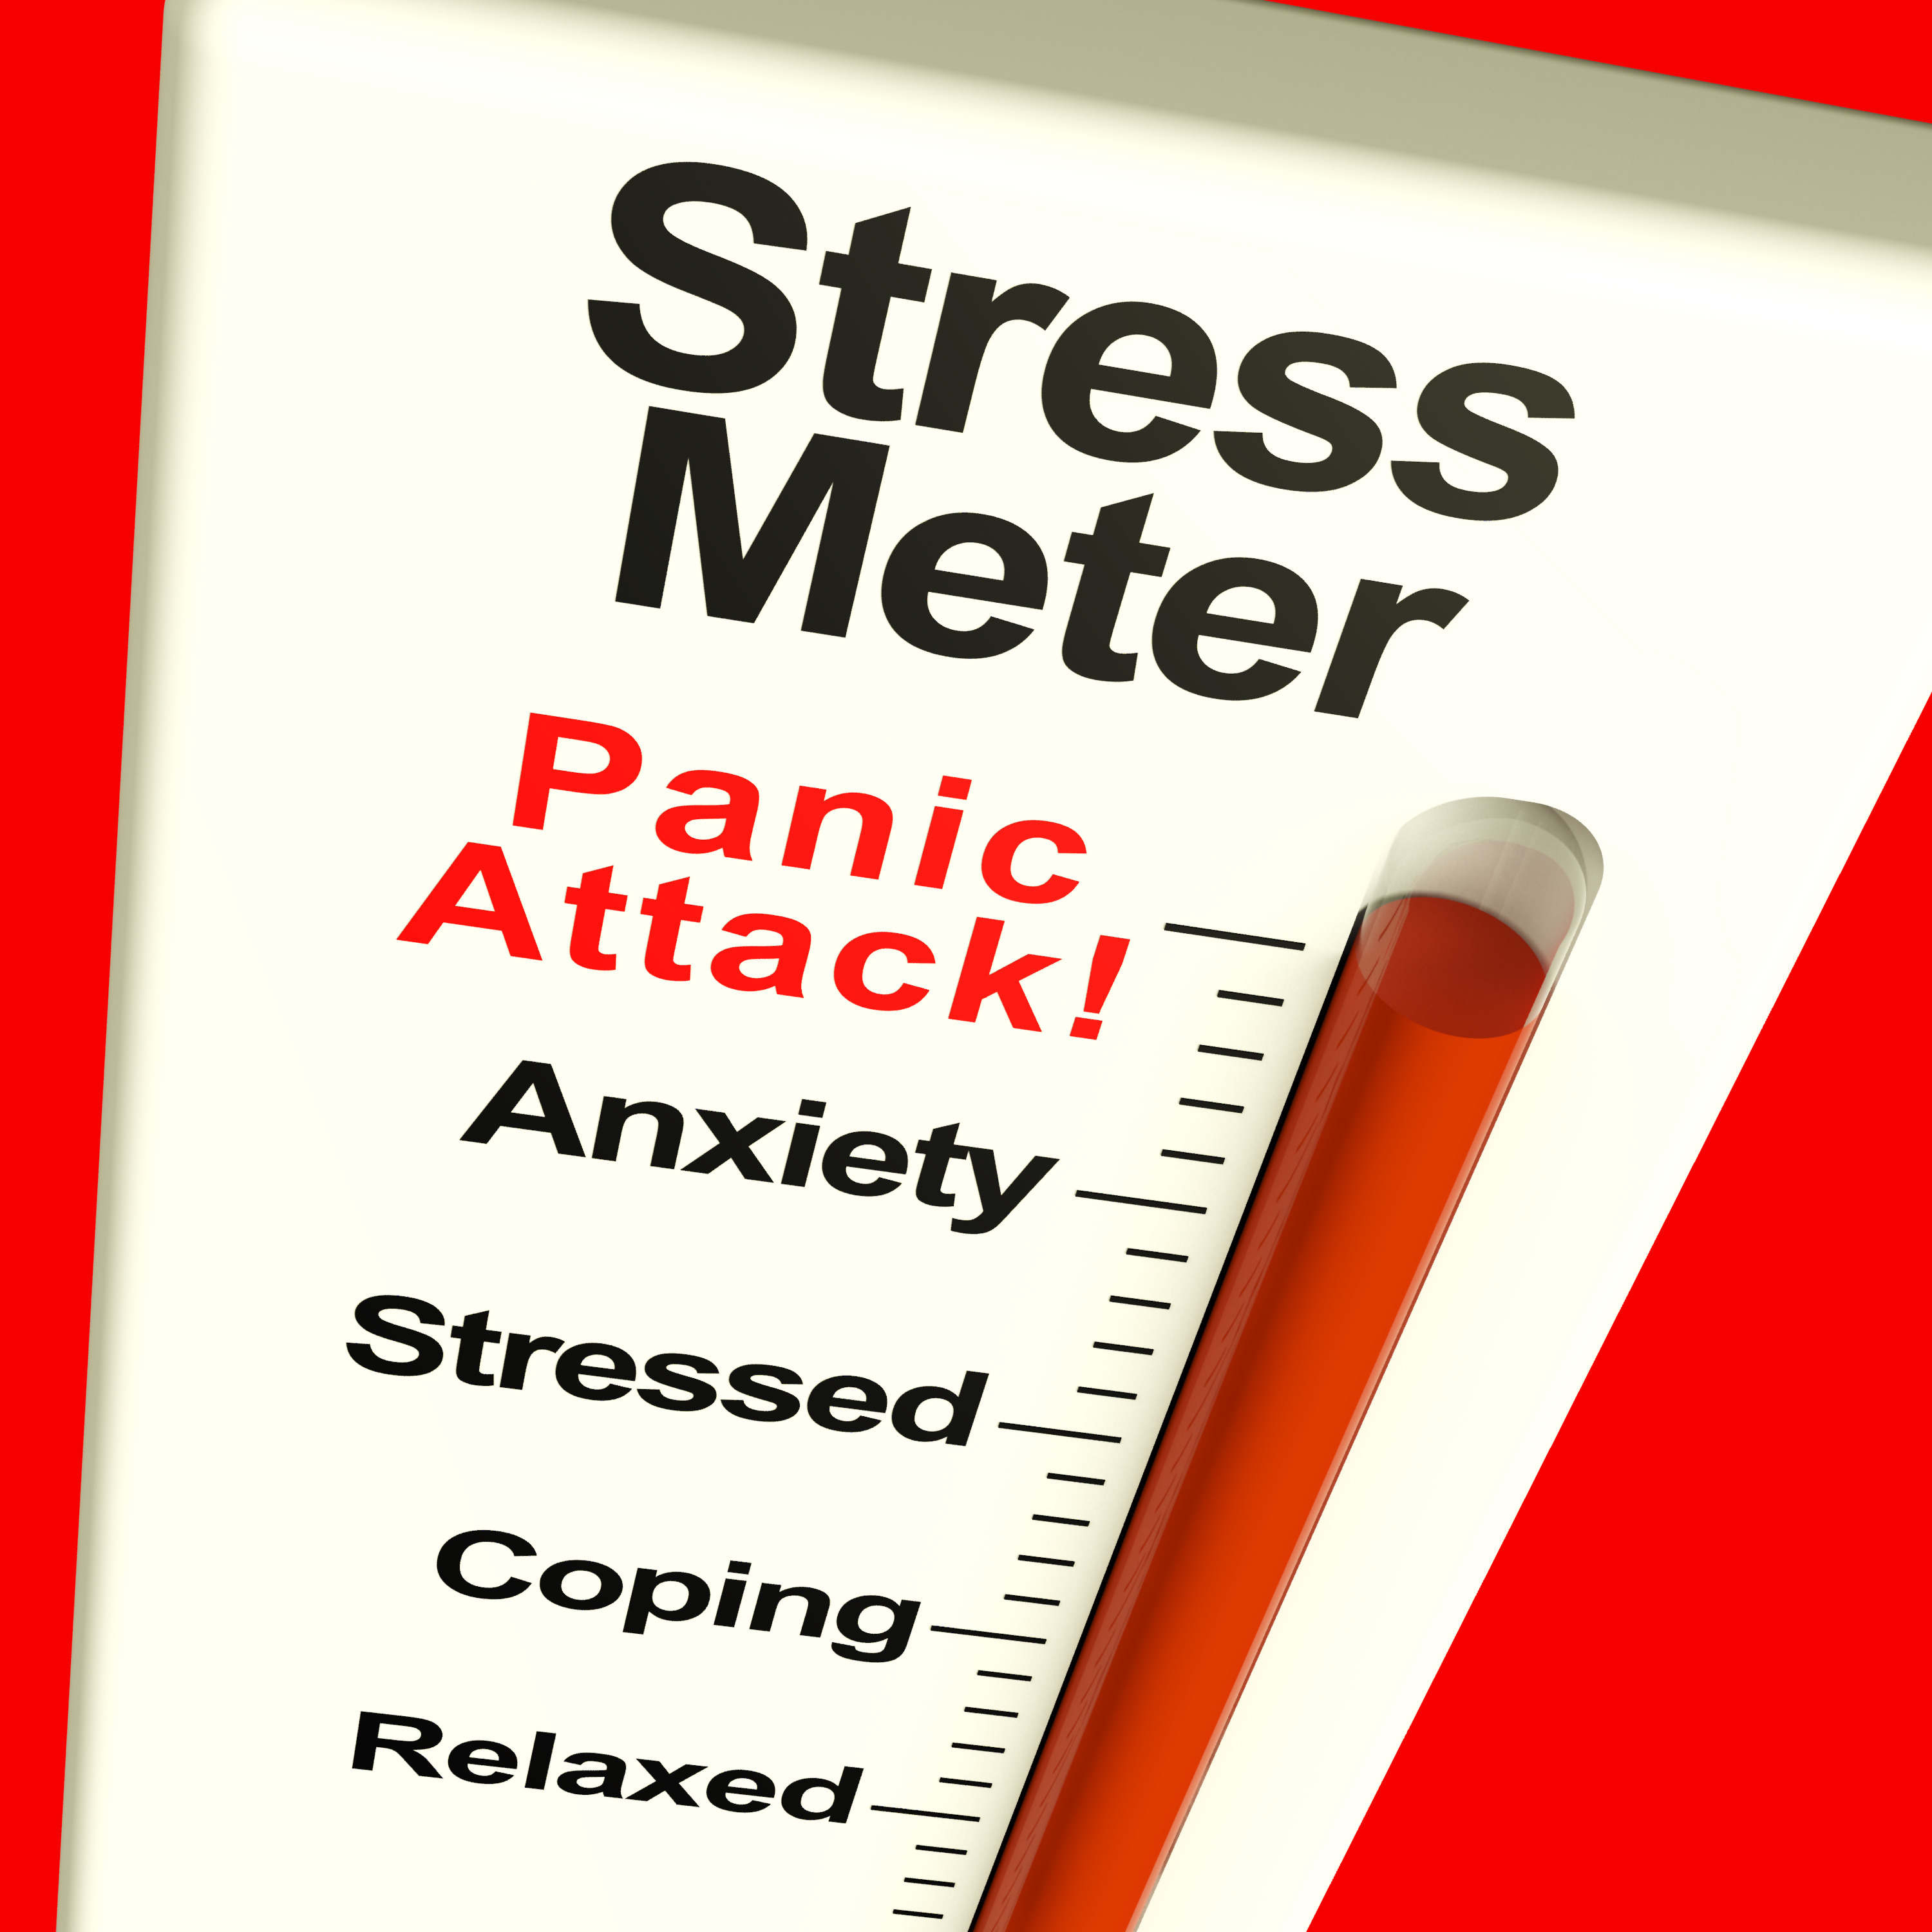 Stress
Meter
Panic
Attack!
Anxiety
Stressed
Coping
Relaxed